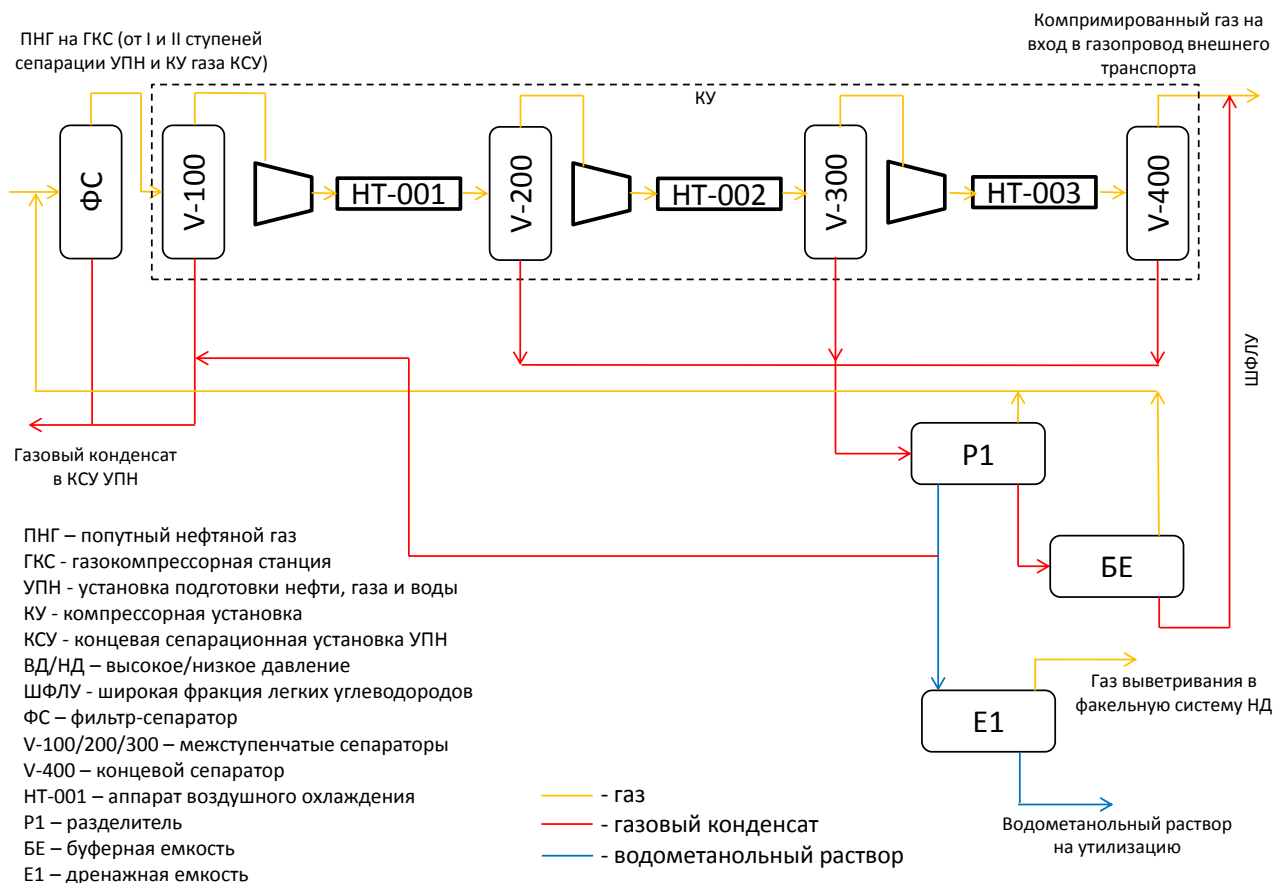 ПНГ на ГКС (от I и II ступеней
сепарации УПН и КУ газа КСУ)
Компримированный газ на
вход в газопровод внешнего
транспорта
КУ
ФС
V-100
НТ-001
V-200
НТ-002
V-300
НТ-003
V-400
ШФЛУ
Газовый конденсат
в КСУ УПН
Р1
БЕ
Е1
Газ выветривания в
факельную систему НД
Водометанольный раствор
на утилизацию
ПНГ – попутный нефтяной газ
ГКС - газокомпрессорная станция
УПН - установка подготовки нефти, газа и воды
КУ - компрессорная установка
КСУ - концевая сепарационная установка УПН
ВД/НД – высокое/низкое давление
ШФЛУ - широкая фракция легких углеводородов
ФС – фильтр-сепаратор
V-100/200/300 – межступенчатые сепараторы
V-400 – концевой сепаратор
НТ-001 – аппарат воздушного охлаждения
Р1 – разделитель
БЕ – буферная емкость
Е1 – дренажная емкость
- газ
- газовый конденсат
- водометанольный раствор